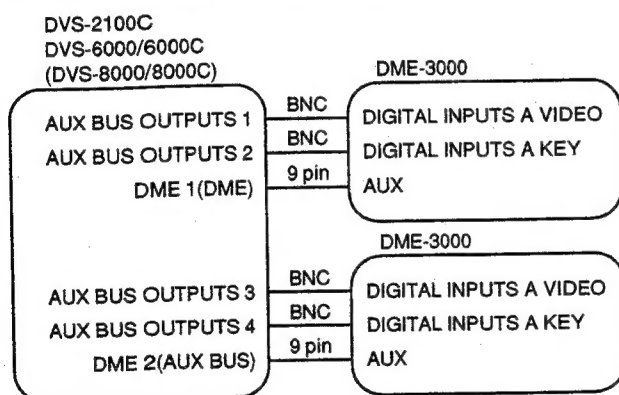 DVS-2100C
DVS-6000/6000C
(DVS-8000/8000C)
DME-3000
AUX BUS OUTPUTS 1 BNC DIGITAL INPUTS A VIDEO
AUX BUS OUTPUTS 2 BNC DIGITAL INPUTS A KEY
DME 1(DME) 9 pin AUX
DME-3000
AUX BUS OUTPUTS 3 BNC DIGITAL INPUTS A VIDEO
AUX BUS OUTPUTS 4 BNC DIGITAL INPUTS A KEY
DME 2(AUX BUS) 9 pin AUX